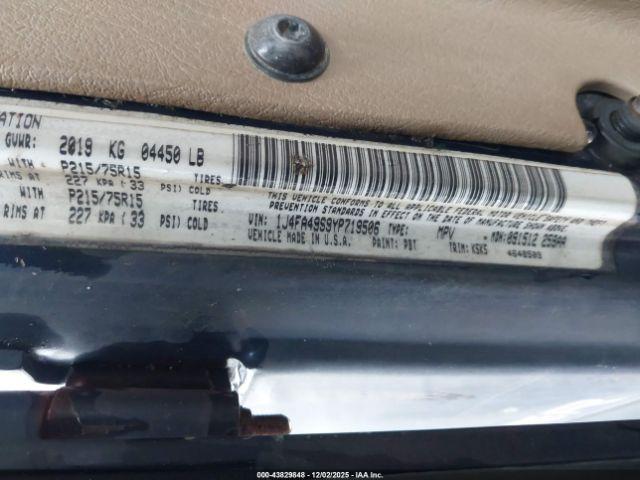 ATION
GVWR: 2019 KG 04450 LB
WITH P215/75R15 TIRES
RIMS AT 227 KPA ( 33 PSI) COLD
WITH P215/75R15 TIRES
RIMS AT 227 KPA ( 33 PSI) COLD
THIS VEHICLE CONFORMS TO ALL APPLICABLE FEDERAL MOTOR VEHICLE SAFETY AND THEFT
PREVENTION STANDARDS IN EFFECT ON THE DATE OF MANUFACTURE SHOWN ABOVE
VIN: 1J4FA49S9YP719506 TYPE: MPV
VEHICLE MADE IN U.S.A. PAINT: PBT TRIM: KSK5
000-43829848 - 12/02/2025 - IAAC, Inc.